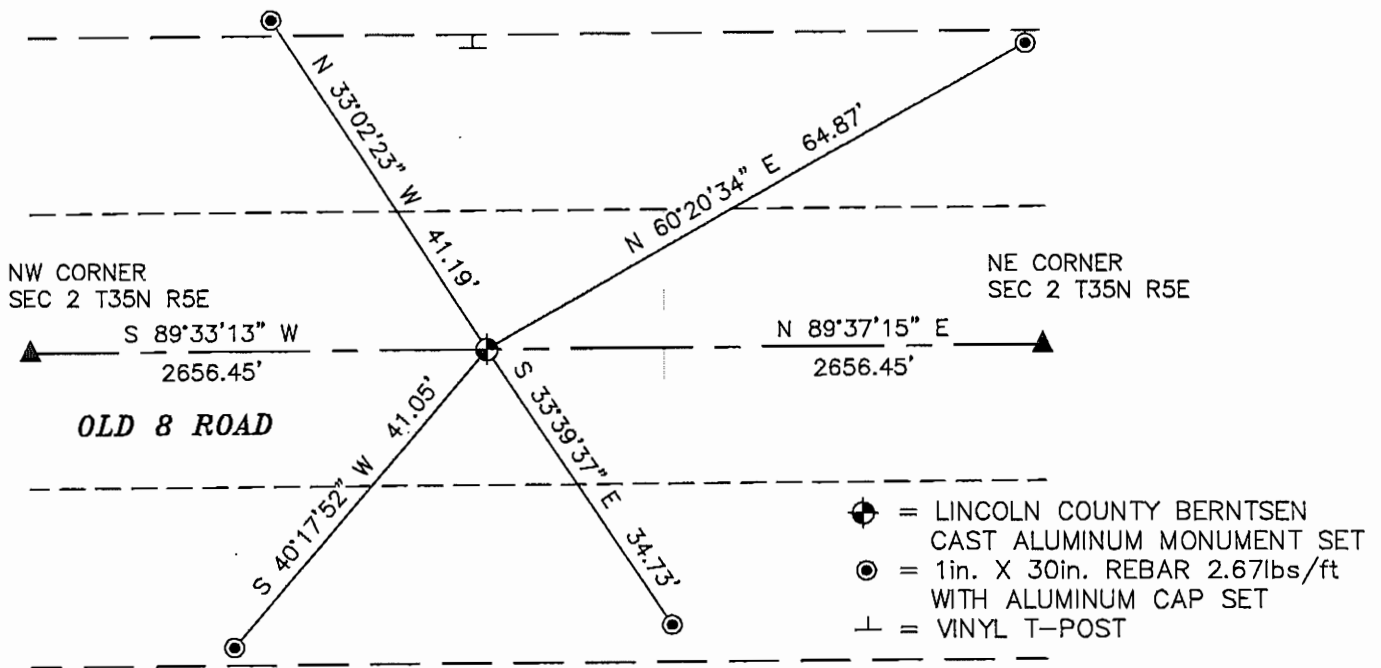 N 33°02'23" W 41.19'
N 60°20'34" E 64.87'
NW CORNER
SEC 2 T35N R5E
S 89°33'13" W
2656.45'
NE CORNER
SEC 2 T35N R5E
N 89°37'15" E
2656.45'
OLD 8 ROAD
S 40°17'52" W 41.05'
S 33°39'37" E 34.73'
= LINCOLN COUNTY BERNTSEN
CAST ALUMINUM MONUMENT SET
= 1in. X 30in. REBAR 2.67lbs/ft
WITH ALUMINUM CAP SET
= VINYL T-POST